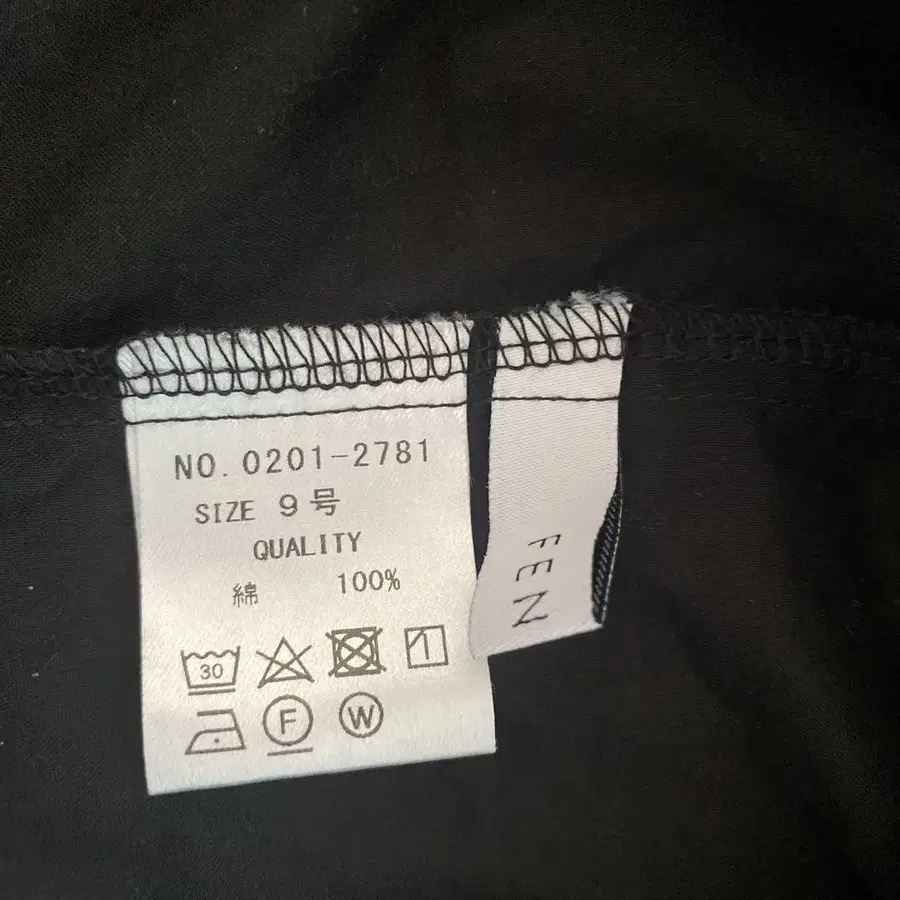 NO. 0201-2781
SIZE 9号
QUALITY
綿 100%
30
F W
FEN